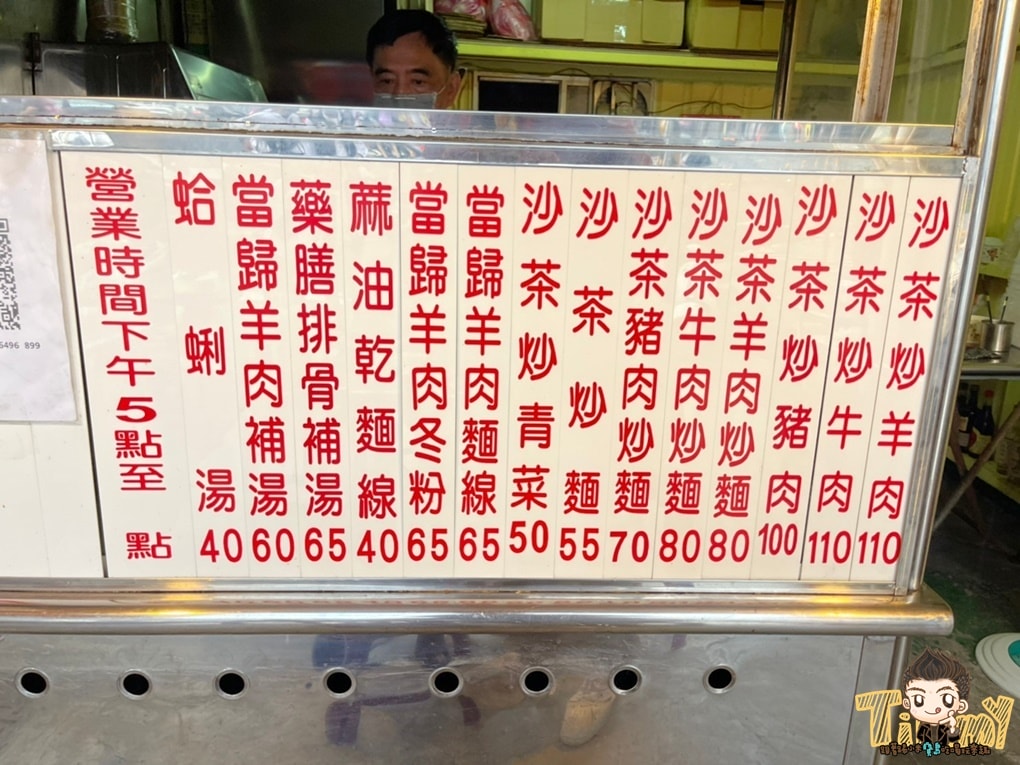 沙茶炒羊肉110
沙茶炒牛肉110
沙茶炒豬肉100
沙茶羊肉炒麵80
沙茶牛肉炒麵80
沙茶豬肉炒麵70
沙茶炒麵55
沙茶炒青菜50
當歸羊肉麵線65
當歸羊肉冬粉65
蔴油乾麵線40
藥膳排骨補湯65
當歸羊肉補湯60
蛤蜊湯40
營業時間下午5點至 點
899